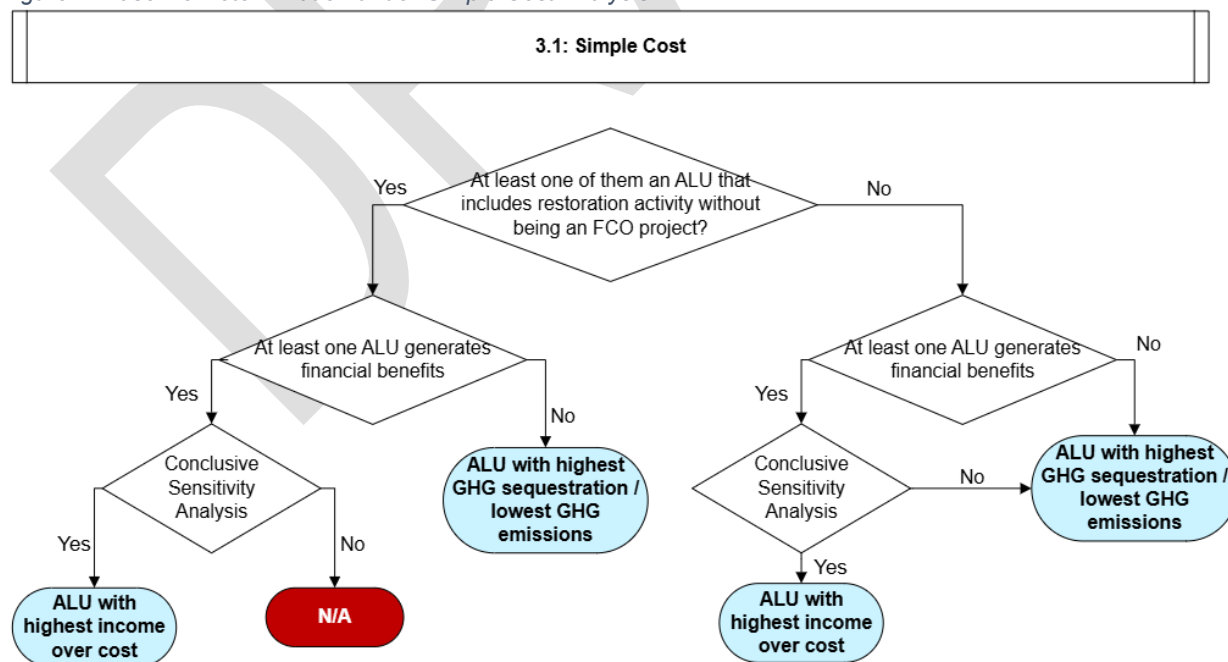 3.1: Simple Cost
At least one of them an ALU that
includes restoration activity without
being an FCO project?
Yes
No
At least one ALU generates
financial benefits
At least one ALU generates
financial benefits
No
Yes
No
Yes
Conclusive
Sensitivity
Analysis
ALU with highest
GHG sequestration /
lowest GHG
emissions
Conclusive
Sensitivity
Analysis
No
ALU with highest
GHG sequestration /
lowest GHG
emissions
Yes
No
Yes
ALU with
highest income
over cost
N/A
ALU with
highest income
over cost